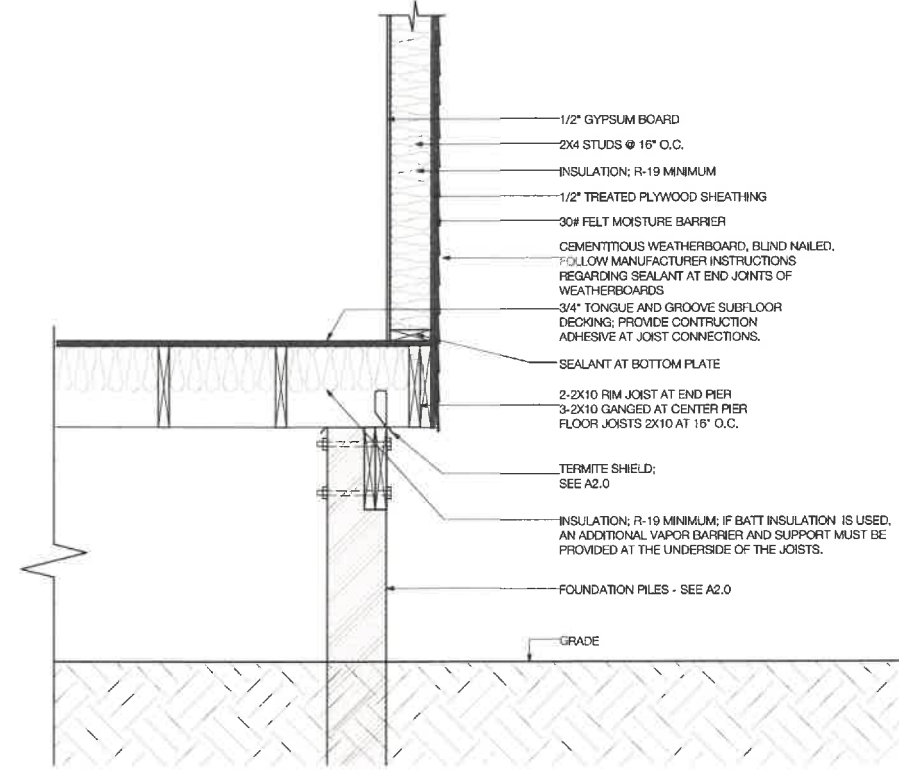 1/2" GYPSUM BOARD
2X4 STUDS @ 16" O.C.
INSULATION; R-19 MINIMUM
1/2" TREATED PLYWOOD SHEATHING
30# FELT MOISTURE BARRIER
CEMENTITIOUS WEATHERBOARD, BLIND NAILED.
FOLLOW MANUFACTURER INSTRUCTIONS
REGARDING SEALANT AT END JOINTS OF
WEATHERBOARDS
3/4" TONGUE AND GROOVE SUBFLOOR
DECKING; PROVIDE CONTRUCTION
ADHESIVE AT JOIST CONNECTIONS.
SEALANT AT BOTTOM PLATE
2-2X10 RIM JOIST AT END PIER
3-2X10 GANGED AT CENTER PIER
FLOOR JOISTS 2X10 AT 16" O.C.
TERMITE SHIELD;
SEE A2.0
INSULATION; R-19 MINIMUM; IF BATT INSULATION IS USED,
AN ADDITIONAL VAPOR BARRIER AND SUPPORT MUST BE
PROVIDED AT THE UNDERSIDE OF THE JOISTS.
FOUNDATION PILES - SEE A2.0
GRADE